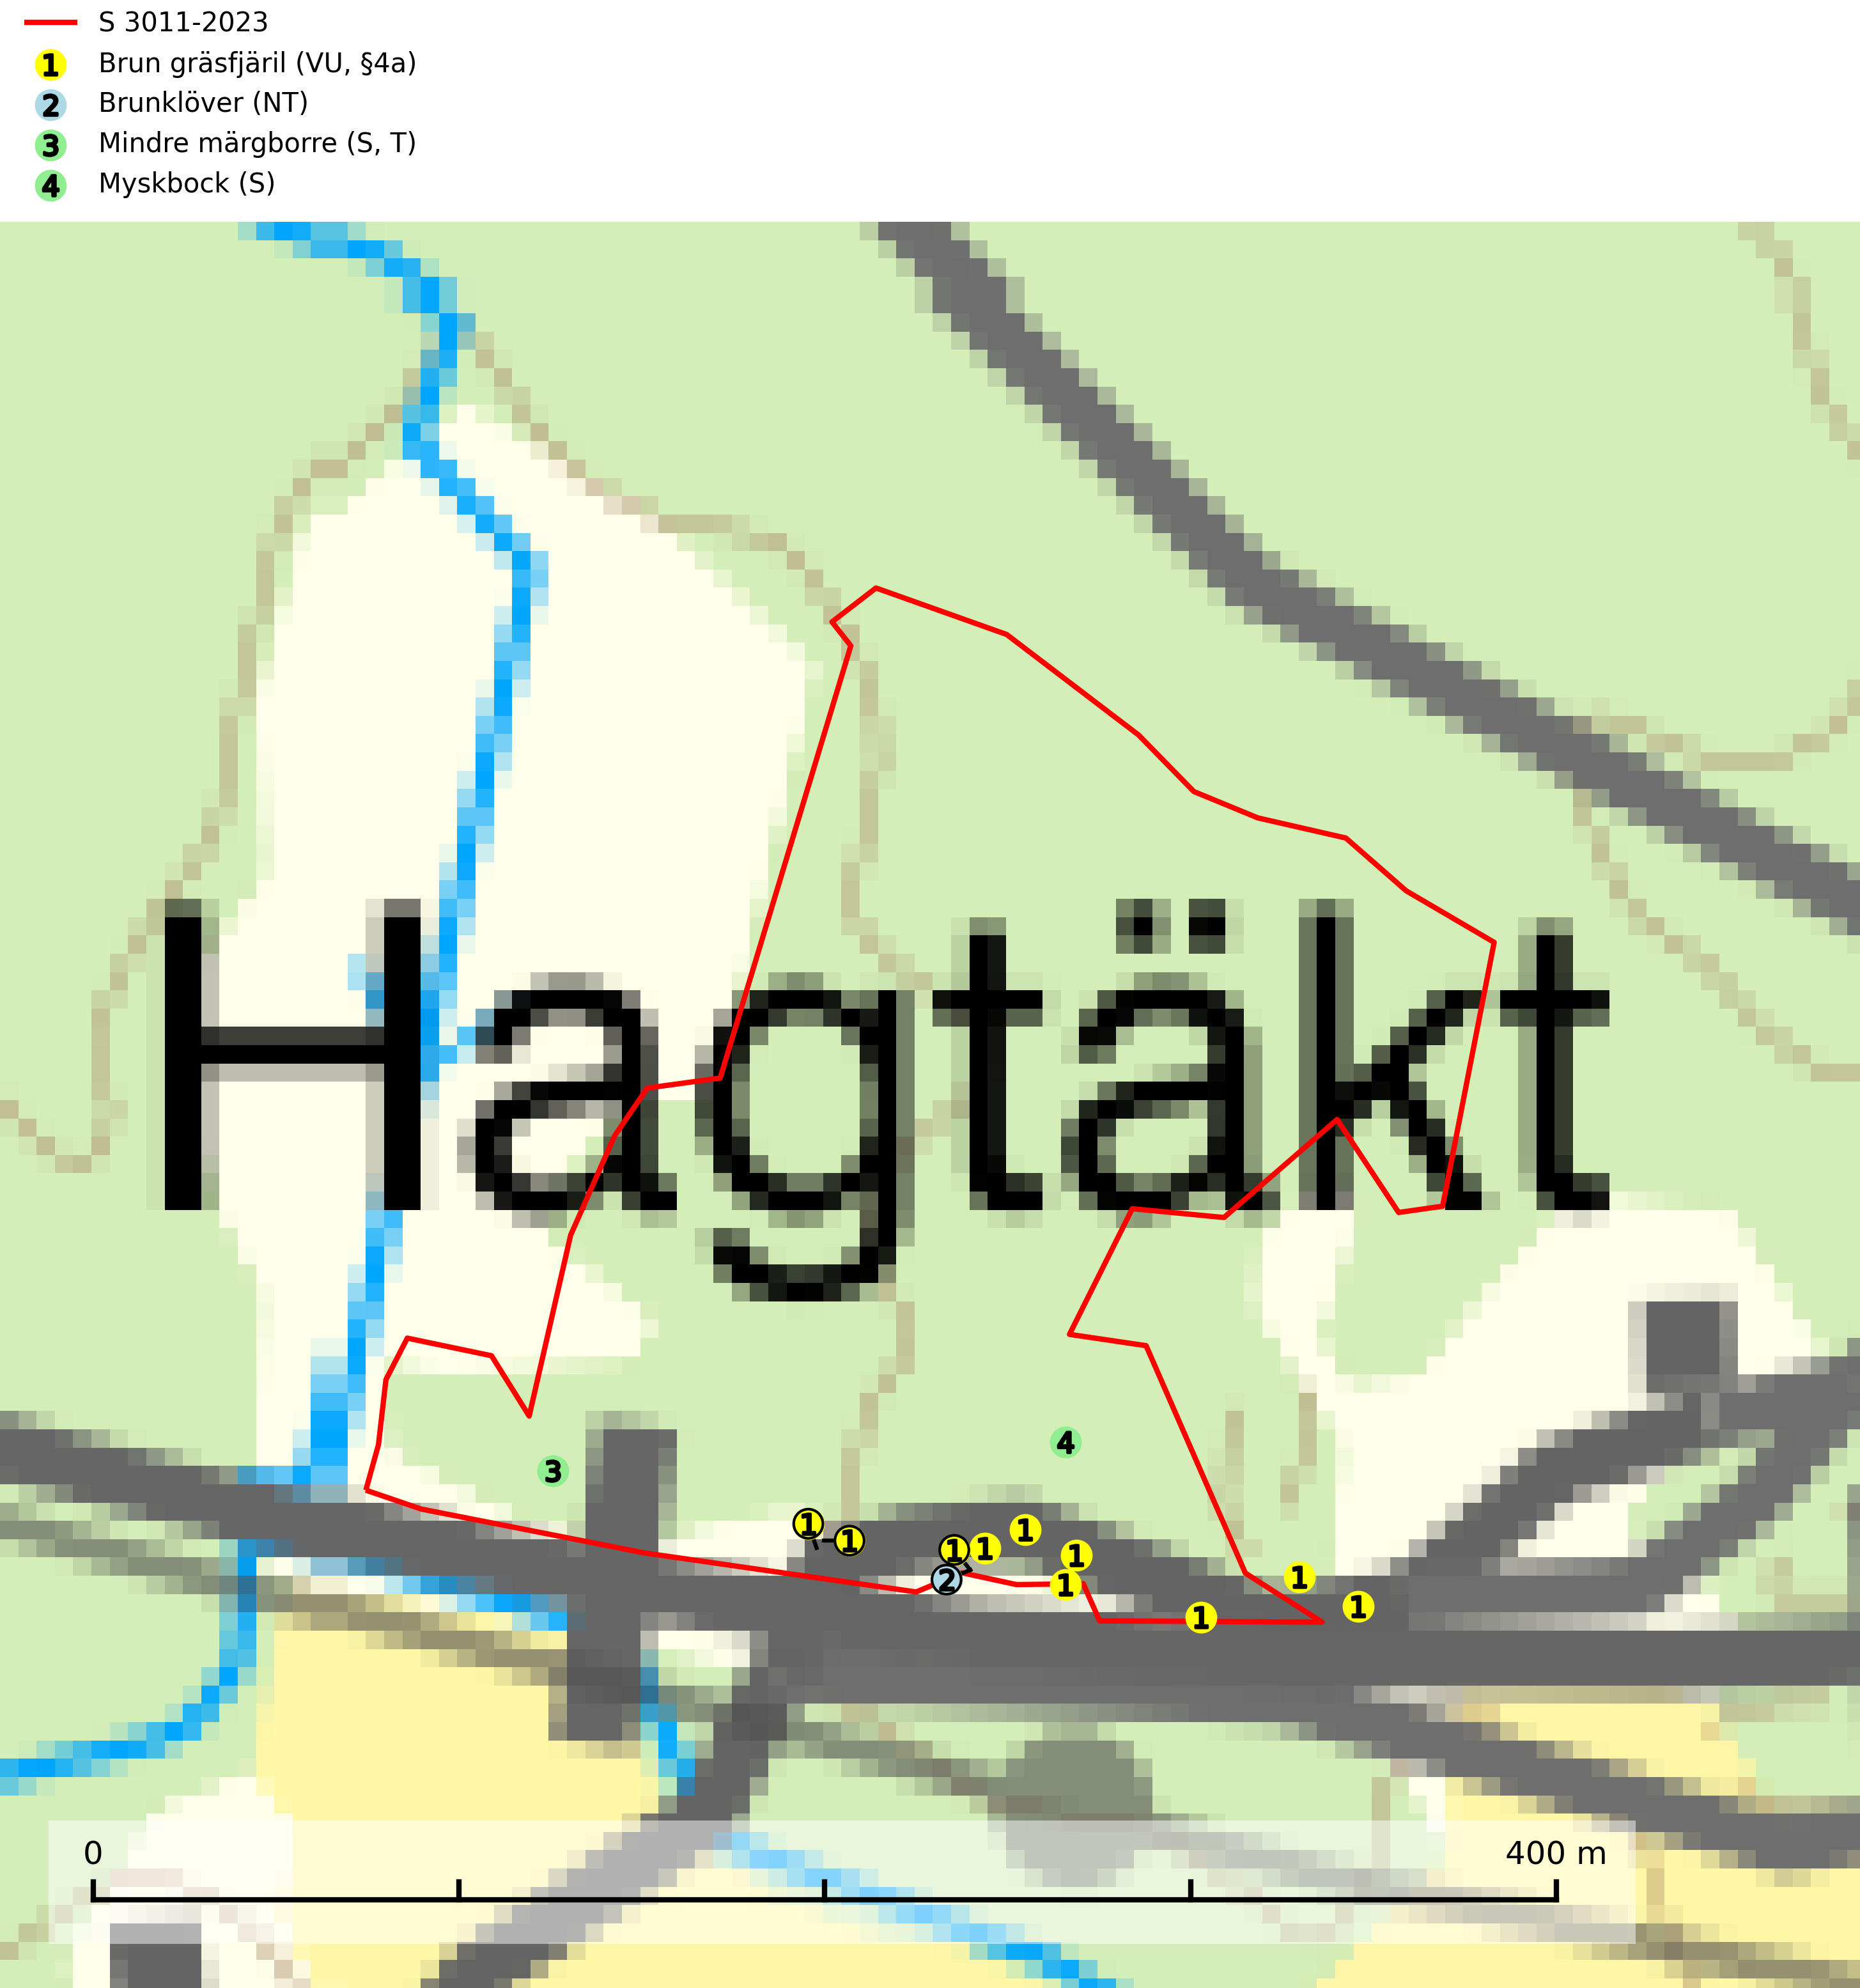 S 3011-2023
1 Brun gräsfjäril (VU, §4a)
2 Brunklöver (NT)
3 Mindre märgborre (S, T)
4 Myskbock (S)
Hagtäkt
4
3
1
1
1
1
1
1
2
1
1
1
1
0 400 m